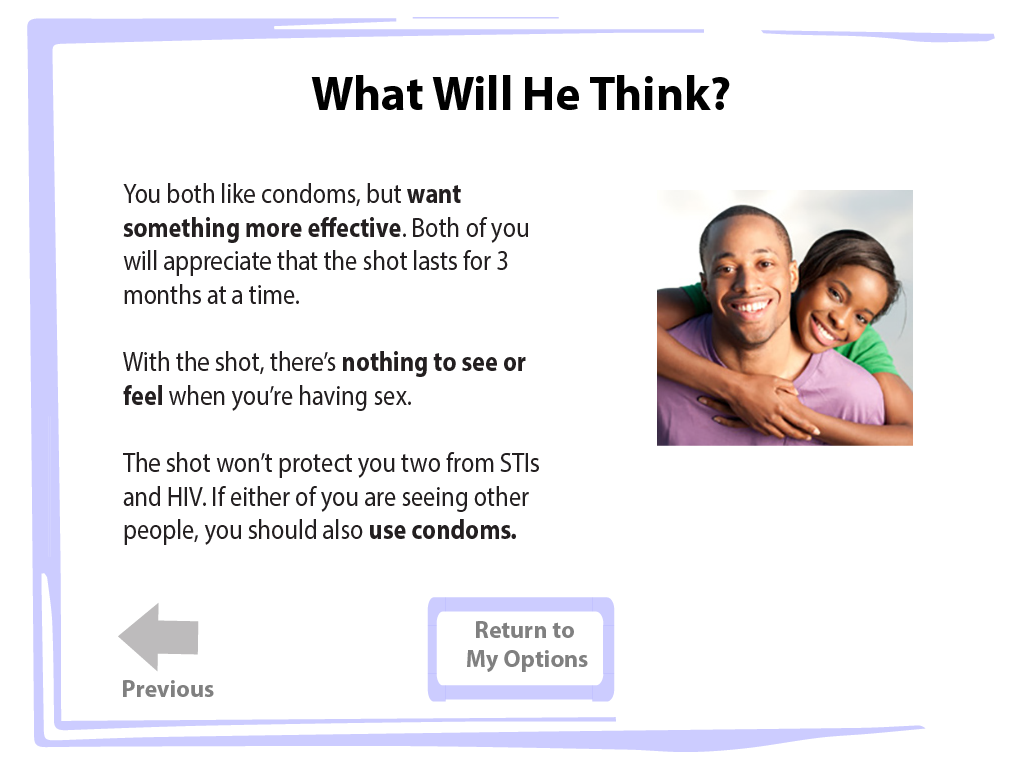 What Will He Think?
You both like condoms, but want
something more effective. Both of you
will appreciate that the shot lasts for 3
months at a time.
With the shot, there’s nothing to see or
feel when you’re having sex.
The shot won’t protect you two from STIs
and HIV. If either of you are seeing other
people, you should also use condoms.
Return to
My Options
Previous